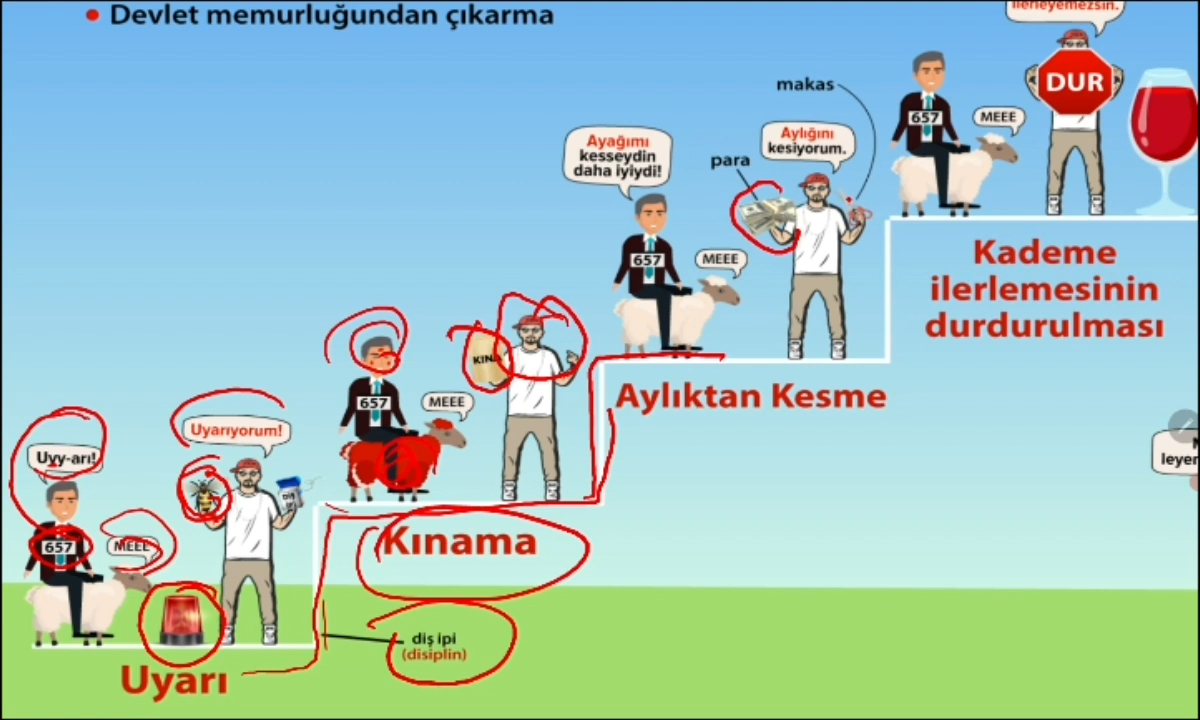 • Devlet memurluğundan çıkarma
ilerleyemezsin.
DUR
makas
657
MEEE
Aylığını
kesiyorum.
para
Ayağımı
kesseydin
daha iyiydi!
657
MEEE
Kademe
ilerlemesinin
durdurulması
KINA
657
MEEE
Aylıktan Kesme
Uyarıyorum!
Uyy-arı!
657
MEEE
Kınama
diş ipi
(disiplin)
Uyarı